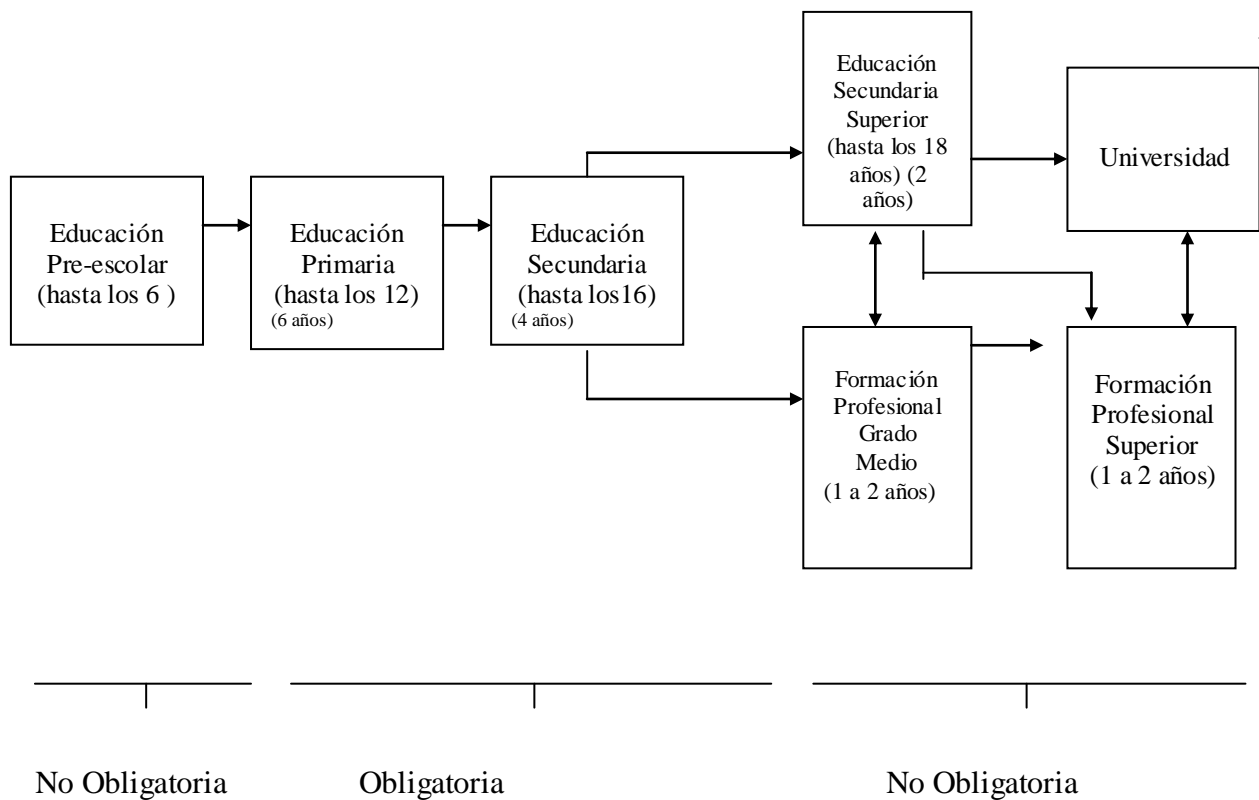 Educación
Pre-escolar
(hasta los 6 )
Educación
Primaria
(hasta los 12)
(6 años)
Educación
Secundaria
(hasta los16)
(4 años)
Educación
Secundaria
Superior
(hasta los 18
años) (2
años)
Universidad
Formación
Profesional
Grado
Medio
(1 a 2 años)
Formación
Profesional
Superior
(1 a 2 años)
No Obligatoria
Obligatoria
No Obligatoria